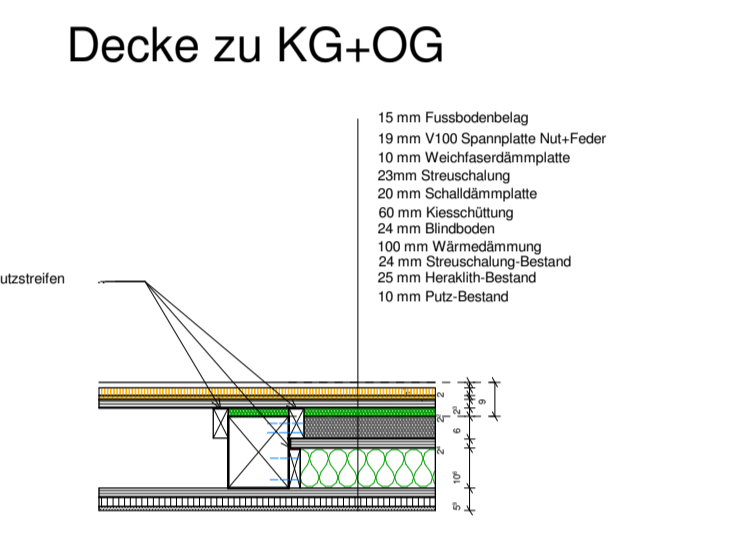 Decke zu KG+OG
15 mm Fussbodenbelag
19 mm V100 Spannplatte Nut+Feder
10 mm Weichfaserdämmplatte
23mm Streuschalung
20 mm Schalldämmplatte
60 mm Kiesschüttung
24 mm Blindboden
100 mm Wärmedämmung
24 mm Streuschalung-Bestand
25 mm Heraklith-Bestand
10 mm Putz-Bestand
utzstreifen
9
6